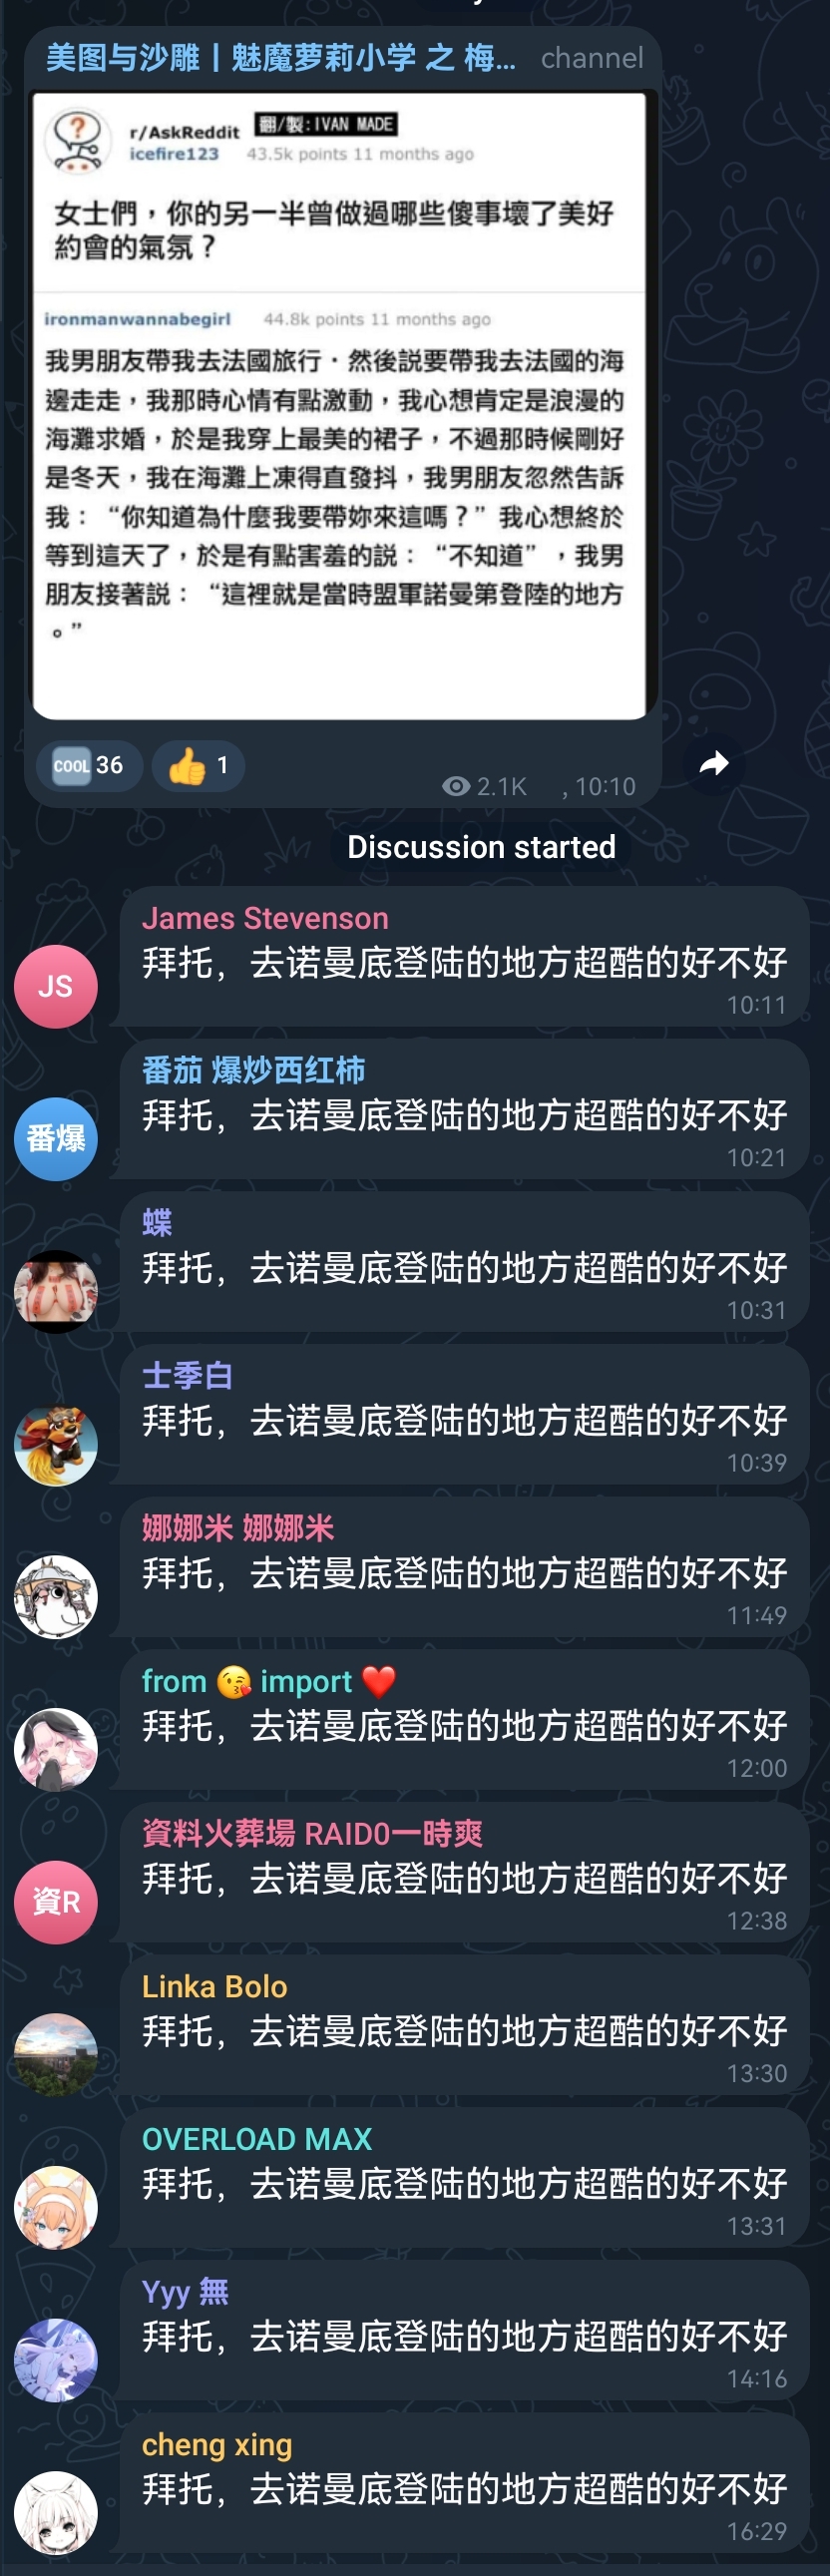 美图与沙雕 | 魅魔萝莉小学 之 梅... channel
翻/製:IVAN MADE
r/AskReddit
icefire123 43.5k points 11 months ago
女士們，你的另一半曾做過哪些傻事壞了美好
約會的氣氛？
ironmanwannabegirl 44.8k points 11 months ago
我男朋友帶我去法國旅行．然後説要帶我去法國的海
邊走走，我那時心情有點激動，我心想肯定是浪漫的
海灘求婚，於是我穿上最美的裙子，不過那時候剛好
是冬天，我在海灘上凍得直發抖，我男朋友忽然告訴
我：“你知道為什麼我要帶妳來這嗎？”我心想終於
等到這天了，於是有點害羞的説：“不知道”，我男
朋友接著説：“這裡就是當時盟軍諾曼第登陸的地方
。”
COOL 36 1
2.1K , 10:10
Discussion started
James Stevenson
拜托，去诺曼底登陆的地方超酷的好不好
JS
10:11
番茄 爆炒西红柿
拜托，去诺曼底登陆的地方超酷的好不好
番爆
10:21
蝶
拜托，去诺曼底登陆的地方超酷的好不好
10:31
士季白
拜托，去诺曼底登陆的地方超酷的好不好
10:39
娜娜米 娜娜米
拜托，去诺曼底登陆的地方超酷的好不好
11:49
from 😘 import ❤️
拜托，去诺曼底登陆的地方超酷的好不好
12:00
資料火葬場 RAID0一時爽
拜托，去诺曼底登陆的地方超酷的好不好
資R
12:38
Linka Bolo
拜托，去诺曼底登陆的地方超酷的好不好
13:30
OVERLOAD MAX
拜托，去诺曼底登陆的地方超酷的好不好
13:31
Yyy 無
拜托，去诺曼底登陆的地方超酷的好不好
14:16
cheng xing
拜托，去诺曼底登陆的地方超酷的好不好
16:29